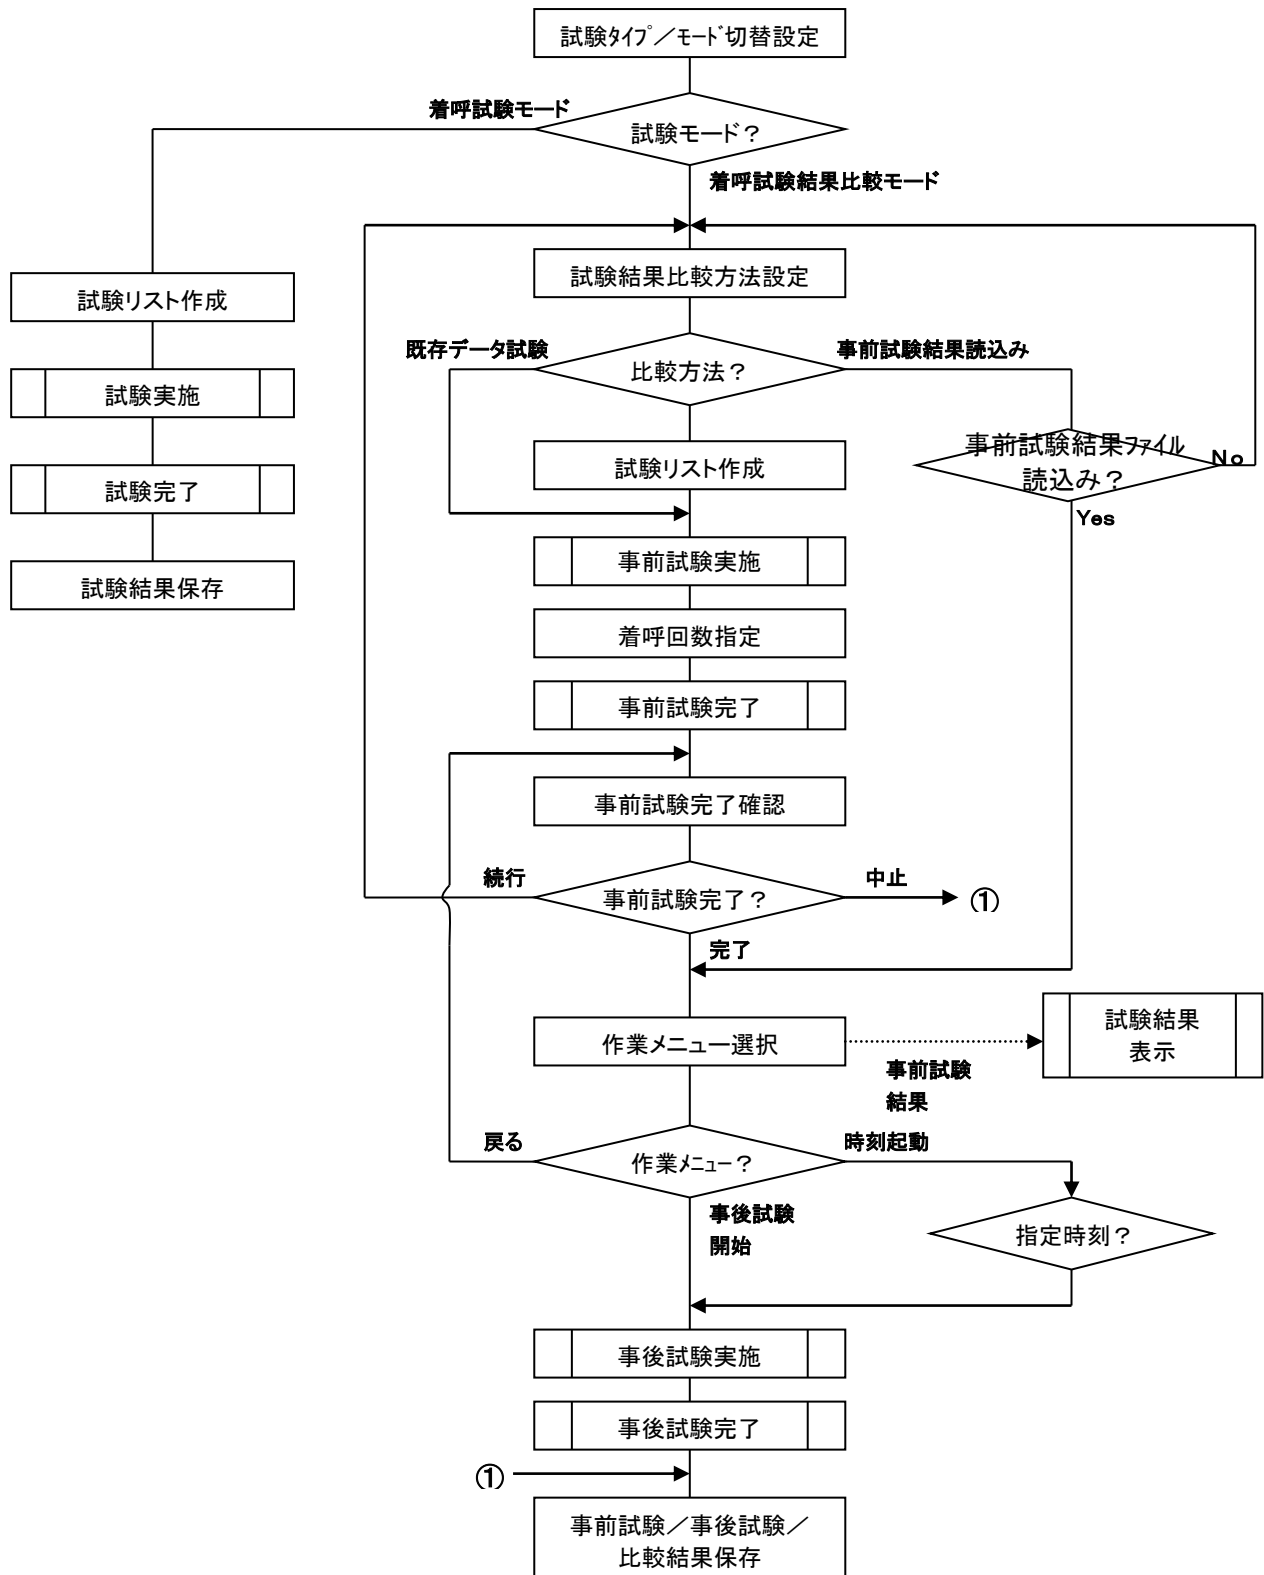 試験ﾀｲﾌﾟ／ﾓｰﾄﾞ切替設定
着呼試験モード
試験モード？
着呼試験結果比較モード
試験結果比較方法設定
試験リスト作成
既存データ試験
事前試験結果読込み
比較方法？
試験実施
事前試験結果ﾌｧｲﾙ
読込み？
No
試験リスト作成
試験完了
Yes
事前試験実施
試験結果保存
着呼回数指定
事前試験完了
事前試験完了確認
続行
中止
事前試験完了？
①
完了
作業メニュー選択
試験結果
表示
事前試験
結果
戻る
時刻起動
作業ﾒﾆｭｰ？
事後試験
開始
指定時刻？
事後試験実施
事後試験完了
①
事前試験／事後試験／
比較結果保存